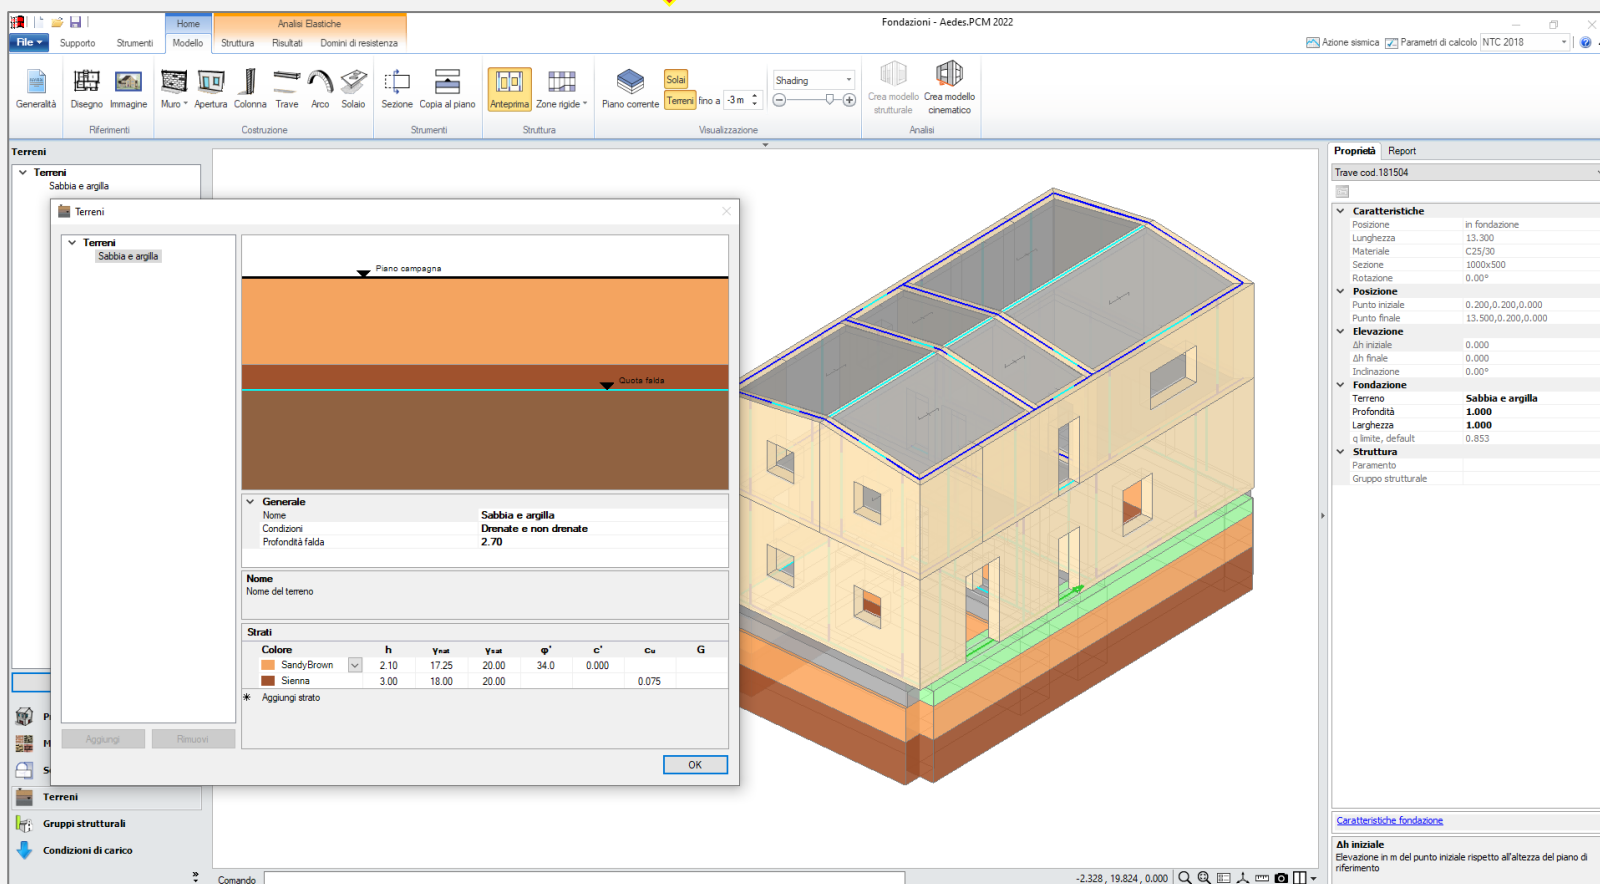 Home
Analisi Elastiche
Fondazioni - Aedes.PCM 2022
File
Supporto
Strumenti
Modello
Struttura
Risultati
Domini di resistenza
Azione sismica
Parametri di calcolo
NTC 2018
Generalità
Disegno
Immagine
Muro
Apertura
Colonna
Trave
Arco
Solaio
Sezione
Copia al piano
Anteprima
Zone rigide
Piano corrente
Solai
Terreni
fino a
-3 m
Shading
Crea modello strutturale
Crea modello cinematico
Riferimenti
Costruzione
Strumenti
Struttura
Visualizzazione
Analisi
Terreni
Terreni
Sabbia e argilla
Terreni
Terreni
Sabbia e argilla
Piano campagna
Quota falda
Generale
Nome Sabbia e argilla
Condizioni Drenate e non drenate
Profondità falda 2.70
Nome
Nome del terreno
Strati
Colore h γnat γsat φ' c' cu G
SandyBrown 2.10 17.25 20.00 34.0 0.000
Sienna 3.00 18.00 20.00 0.075
* Aggiungi strato
Aggiungi
Rimuovi
OK
P
M
S
Terreni
Gruppi strutturali
Condizioni di carico
Comando
-2.328 , 19.824 , 0.000
Proprietà
Report
Trave cod.181504
Caratteristiche
Posizione in fondazione
Lunghezza 13.300
Materiale C25/30
Sezione 1000x500
Rotazione 0.00°
Posizione
Punto iniziale 0.200,0.200,0.000
Punto finale 13.500,0.200,0.000
Elevazione
Δh iniziale 0.000
Δh finale 0.000
Inclinazione 0.00°
Fondazione
Terreno Sabbia e argilla
Profondità 1.000
Larghezza 1.000
q limite, default 0.853
Struttura
Paramento
Gruppo strutturale
Caratteristiche fondazione
Δh iniziale
Elevazione in m del punto iniziale rispetto all'altezza del piano di
riferimento